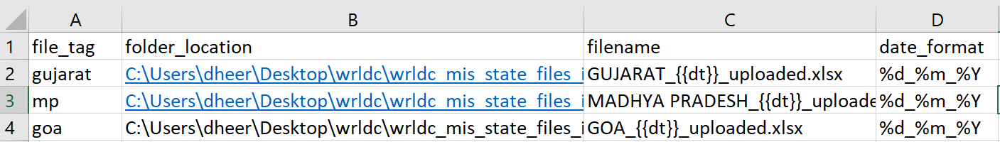 A B C D
1 file_tag folder_location filename date_format
2 gujarat C:\Users\dheer\Desktop\wrldc\wrldc_mis_state_files_i GUJARAT_{{dt}}_uploaded.xlsx %d_%m_%Y
3 mp C:\Users\dheer\Desktop\wrldc\wrldc_mis_state_files_i MADHYA PRADESH_{{dt}}_uploade %d_%m_%Y
4 goa C:\Users\dheer\Desktop\wrldc\wrldc_mis_state_files_i GOA_{{dt}}_uploaded.xlsx %d_%m_%Y